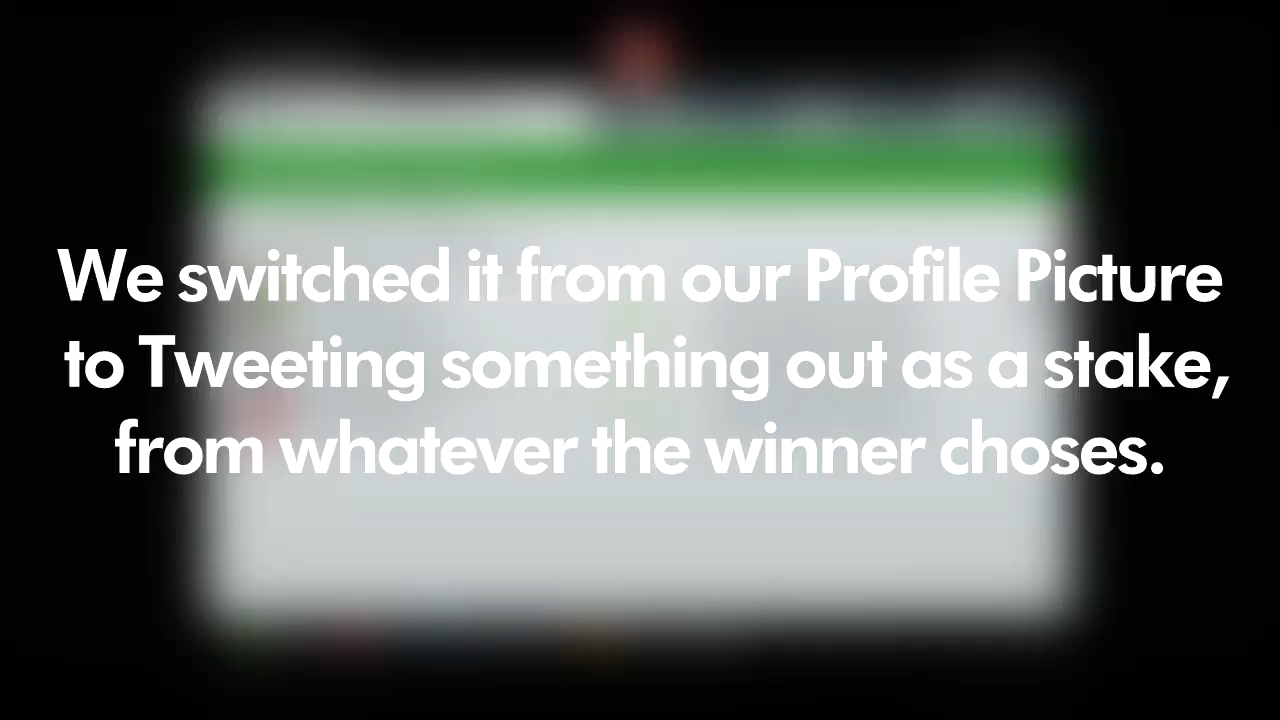 We switched it from our Profile Picture
to Tweeting something out as a stake,
from whatever the winner choses.